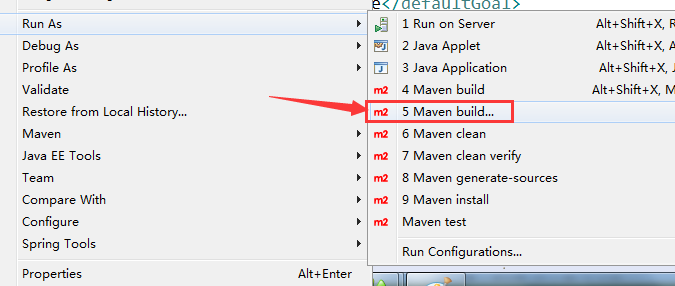 e</defaultGoal>
Run As
Debug As
Profile As
Validate
Restore from Local History...
Maven
Java EE Tools
Team
Compare With
Configure
Spring Tools
Properties Alt+Enter
1 Run on Server Alt+Shift+X, R
2 Java Applet Alt+Shift+X,
3 Java Application Alt+Shift+X,
m2 4 Maven build Alt+Shift+X, M
m2 5 Maven build...
m2 6 Maven clean
m2 7 Maven clean verify
m2 8 Maven generate-sources
m2 9 Maven install
m2 Maven test
Run Configurations...